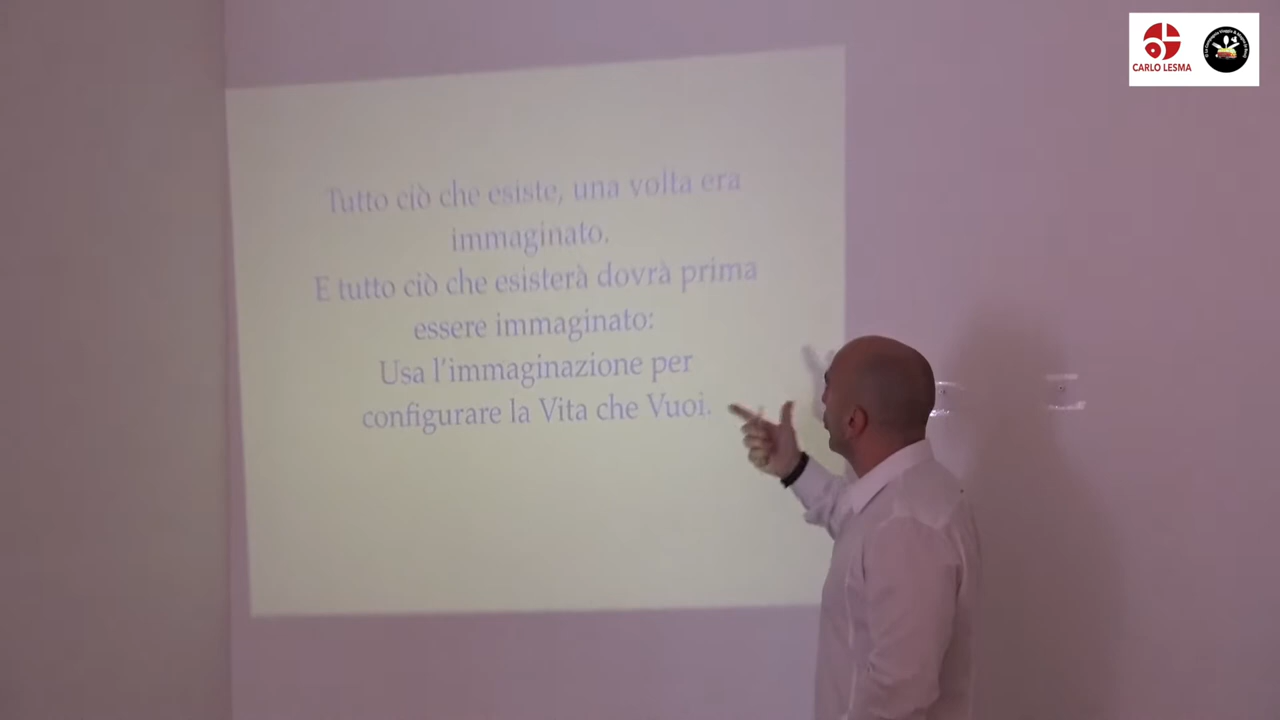 CARLO LESMA
Tutto ciò che esiste, una volta era
immaginato.
E tutto ciò che esisterà dovrà prima
essere immaginato:
Usa l'immaginazione per
configurare la Vita che Vuoi.